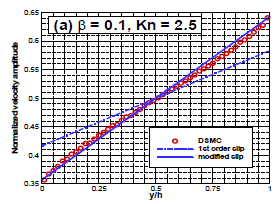 (a) β = 0.1, Kn = 2.5
Normalized velocity amplitude
0.65
0.6
0.55
0.5
0.45
0.4
0.35
DSMC
1st order clip
modified slip
0
0.25
0.5
0.75
1
y/h